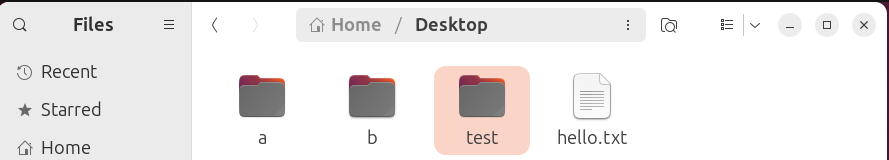 Files
Home / Desktop
Recent
Starred
Home
a
b
test
hello.txt